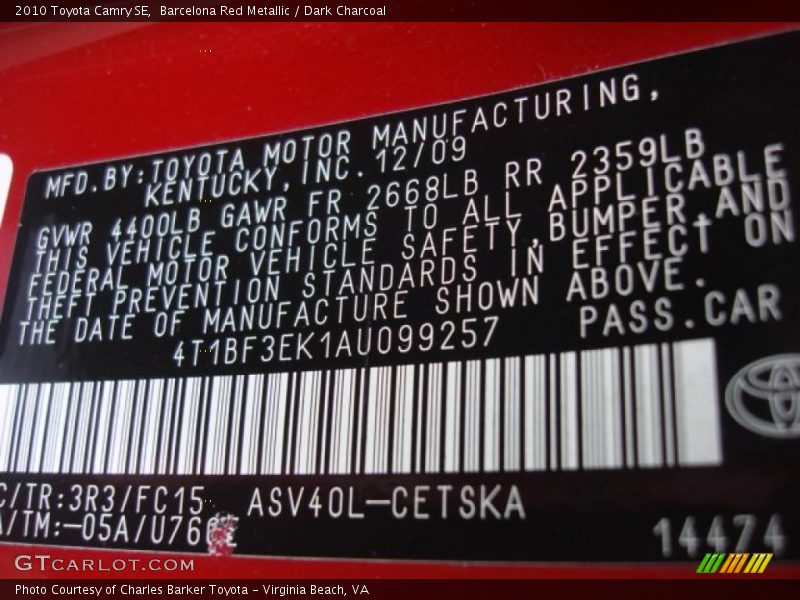 2010 Toyota Camry SE, Barcelona Red Metallic / Dark Charcoal
MFD.BY:TOYOTA MOTOR MANUFACTURING,
KENTUCKY,INC. 12/09
GVWR 4400LB GAWR FR 2668LB RR 2359LB
THIS VEHICLE CONFORMS TO ALL APPLICABLE
FEDERAL MOTOR VEHICLE SAFETY,BUMPER,AND
THEFT PREVENTION STANDARDS IN EFFECT ON
THE DATE OF MANUFACTURE SHOWN ABOVE.
4T1BF3EK1AU099257 PASS.CAR
C/TR:3R3/FC15 ASV40L-CETSKA
A/TM:-05A/U766
14474
GTCARLOT.COM
Photo Courtesy of Charles Barker Toyota - Virginia Beach, VA